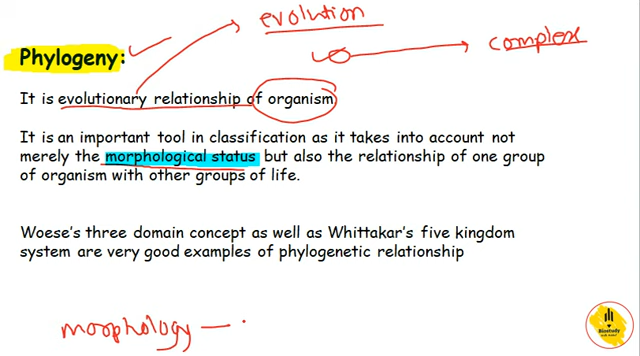 evolution
complex
Phylogeny:
It is evolutionary relationship of organism
It is an important tool in classification as it takes into account not
merely the morphological status but also the relationship of one group
of organism with other groups of life.
Woese's three domain concept as well as Whittakar's five kingdom
system are very good examples of phylogenetic relationship
morphology —
Biostudy